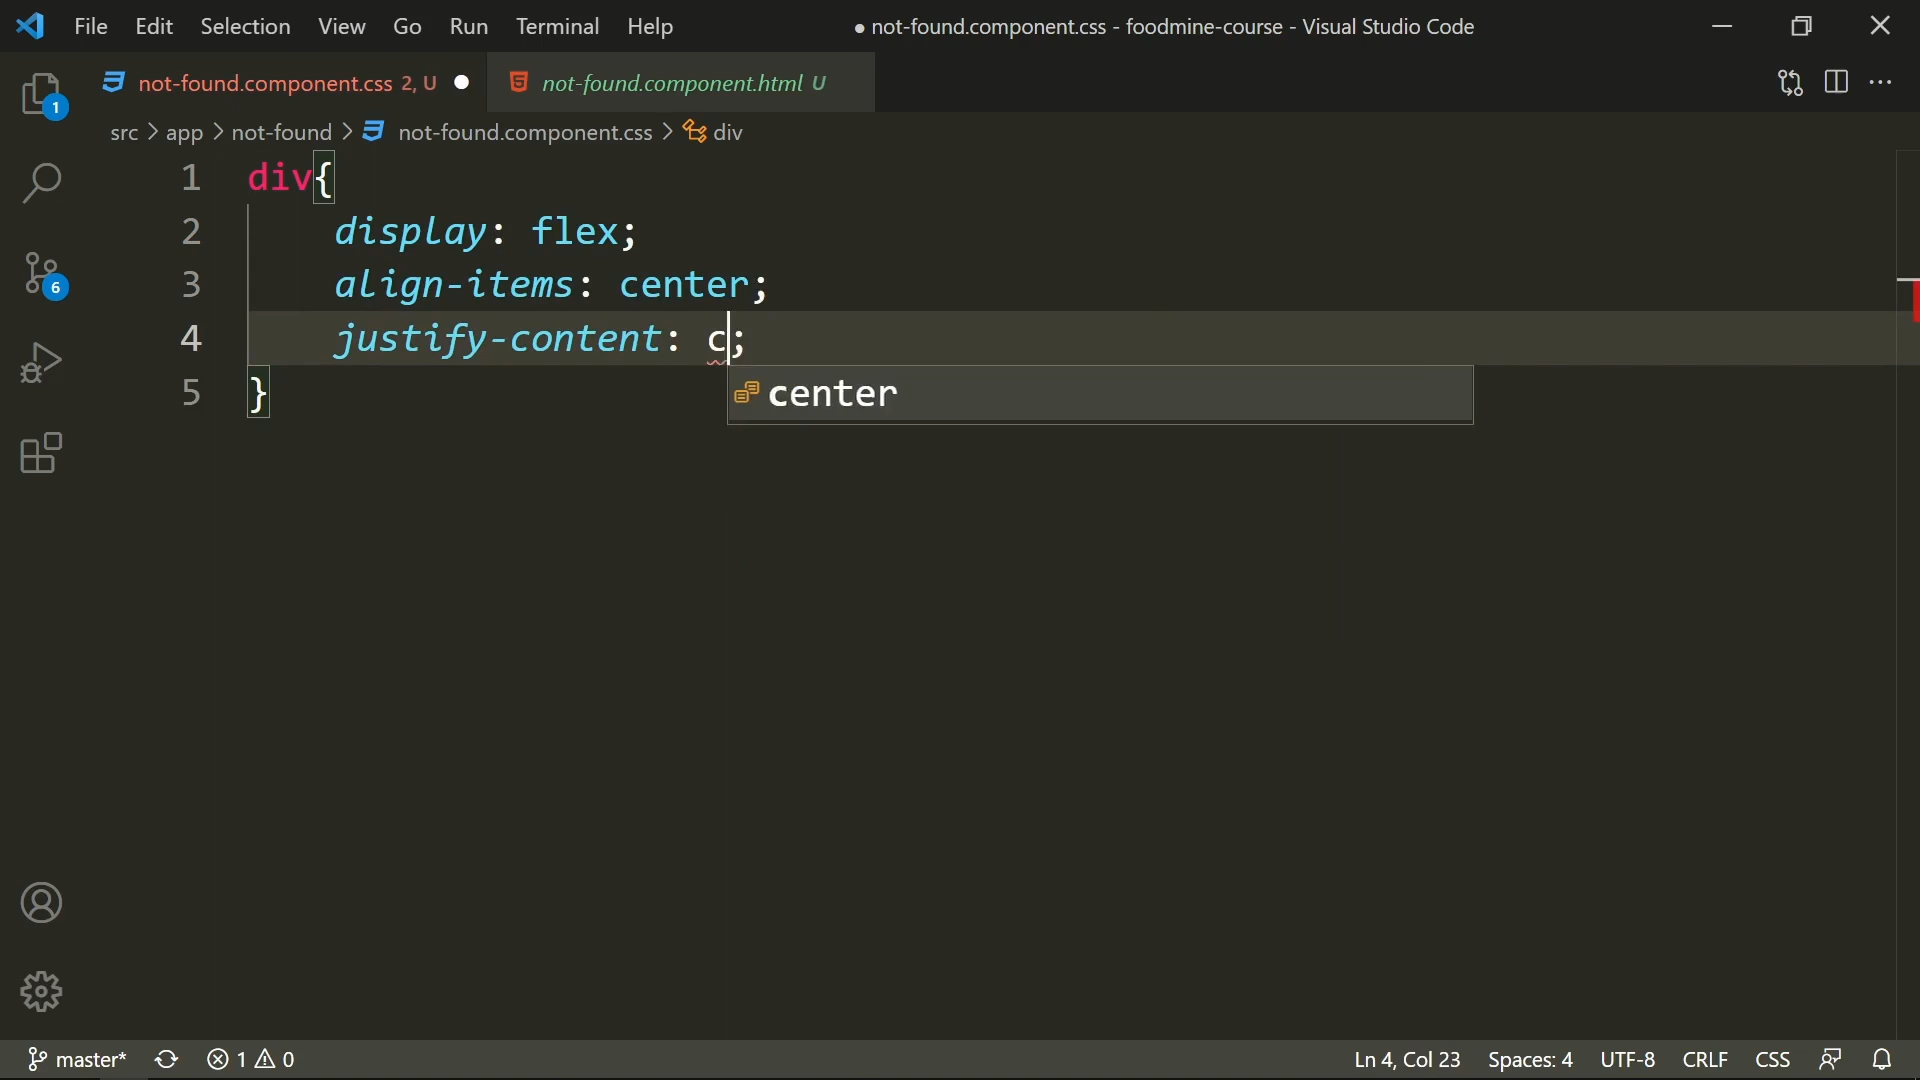 File Edit Selection View Go Run Terminal Help ● not-found.component.css - foodmine-course - Visual Studio Code
not-found.component.css 2, U ● not-found.component.html U
1
src > app > not-found > not-found.component.css > div
1 div{
2 display: flex;
3 align-items: center;
6
4 justify-content: c;
5 }
center
master* 1 0 Ln 4, Col 23 Spaces: 4 UTF-8 CRLF CSS